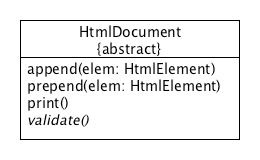 HtmlDocument
{abstract}
append(elem: HtmlElement)
prepend(elem: HtmlElement)
print()
validate()